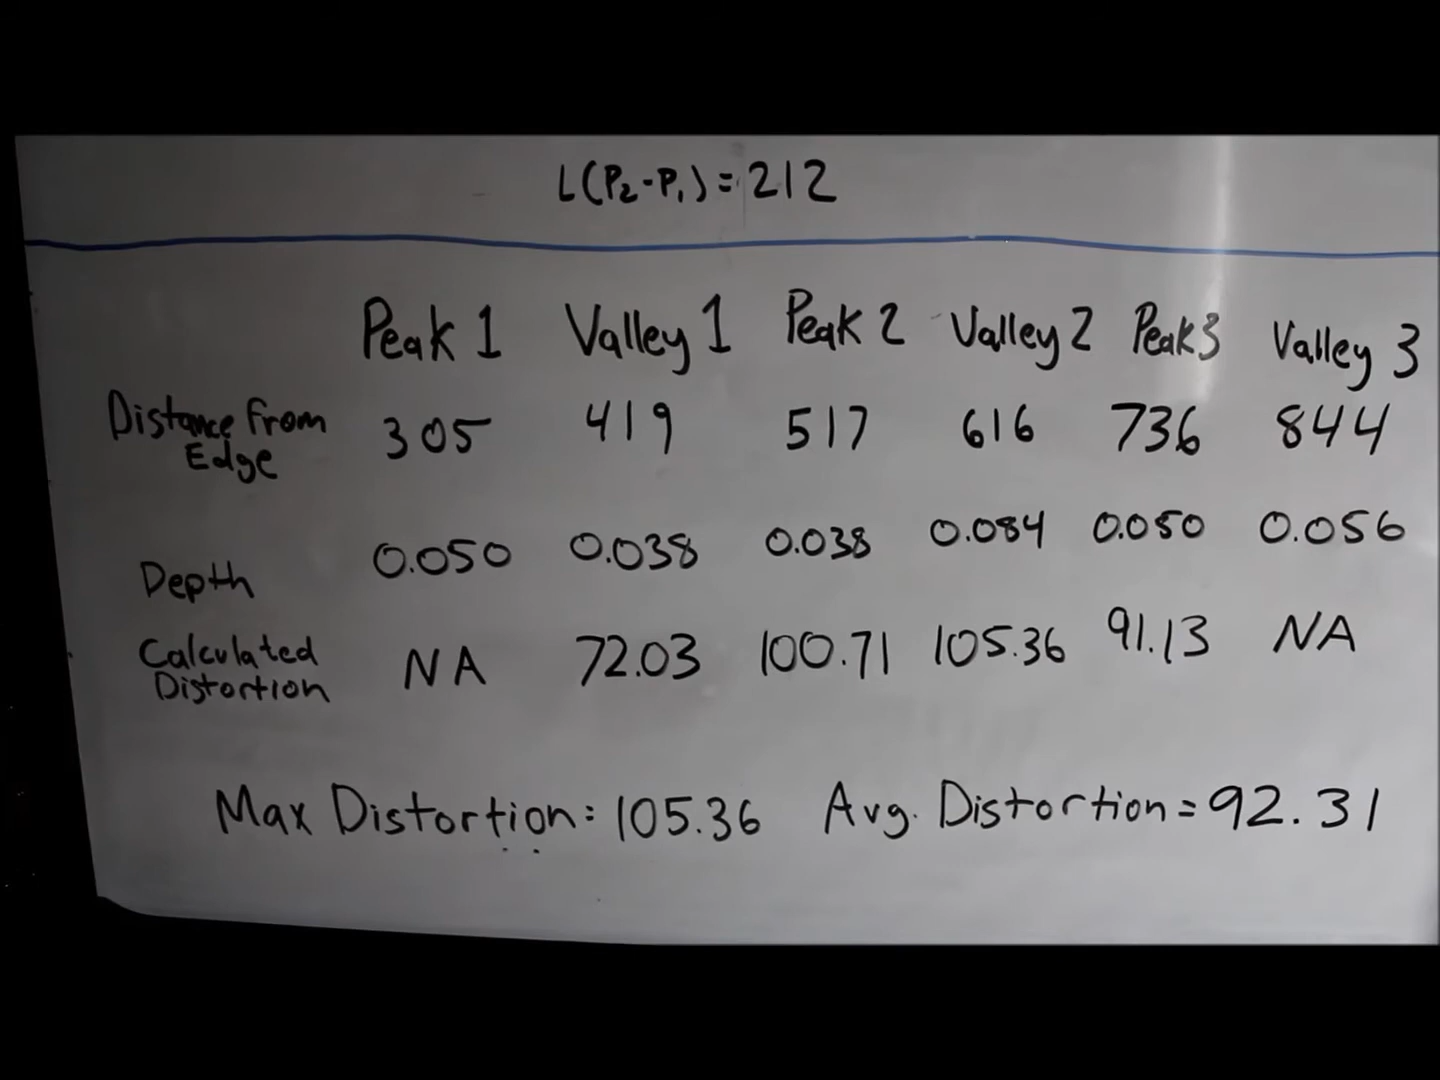 L(P₂-P₁)=212
Peak 1 Valley 1 Peak 2 Valley 2 Peak 3 Valley 3
Distance from Edge 305 419 517 616 736 844
Depth 0.050 0.038 0.038 0.084 0.050 0.056
Calculated Distortion NA 72.03 100.71 105.36 91.13 NA
Max Distortion: 105.36 Avg. Distortion = 92.31